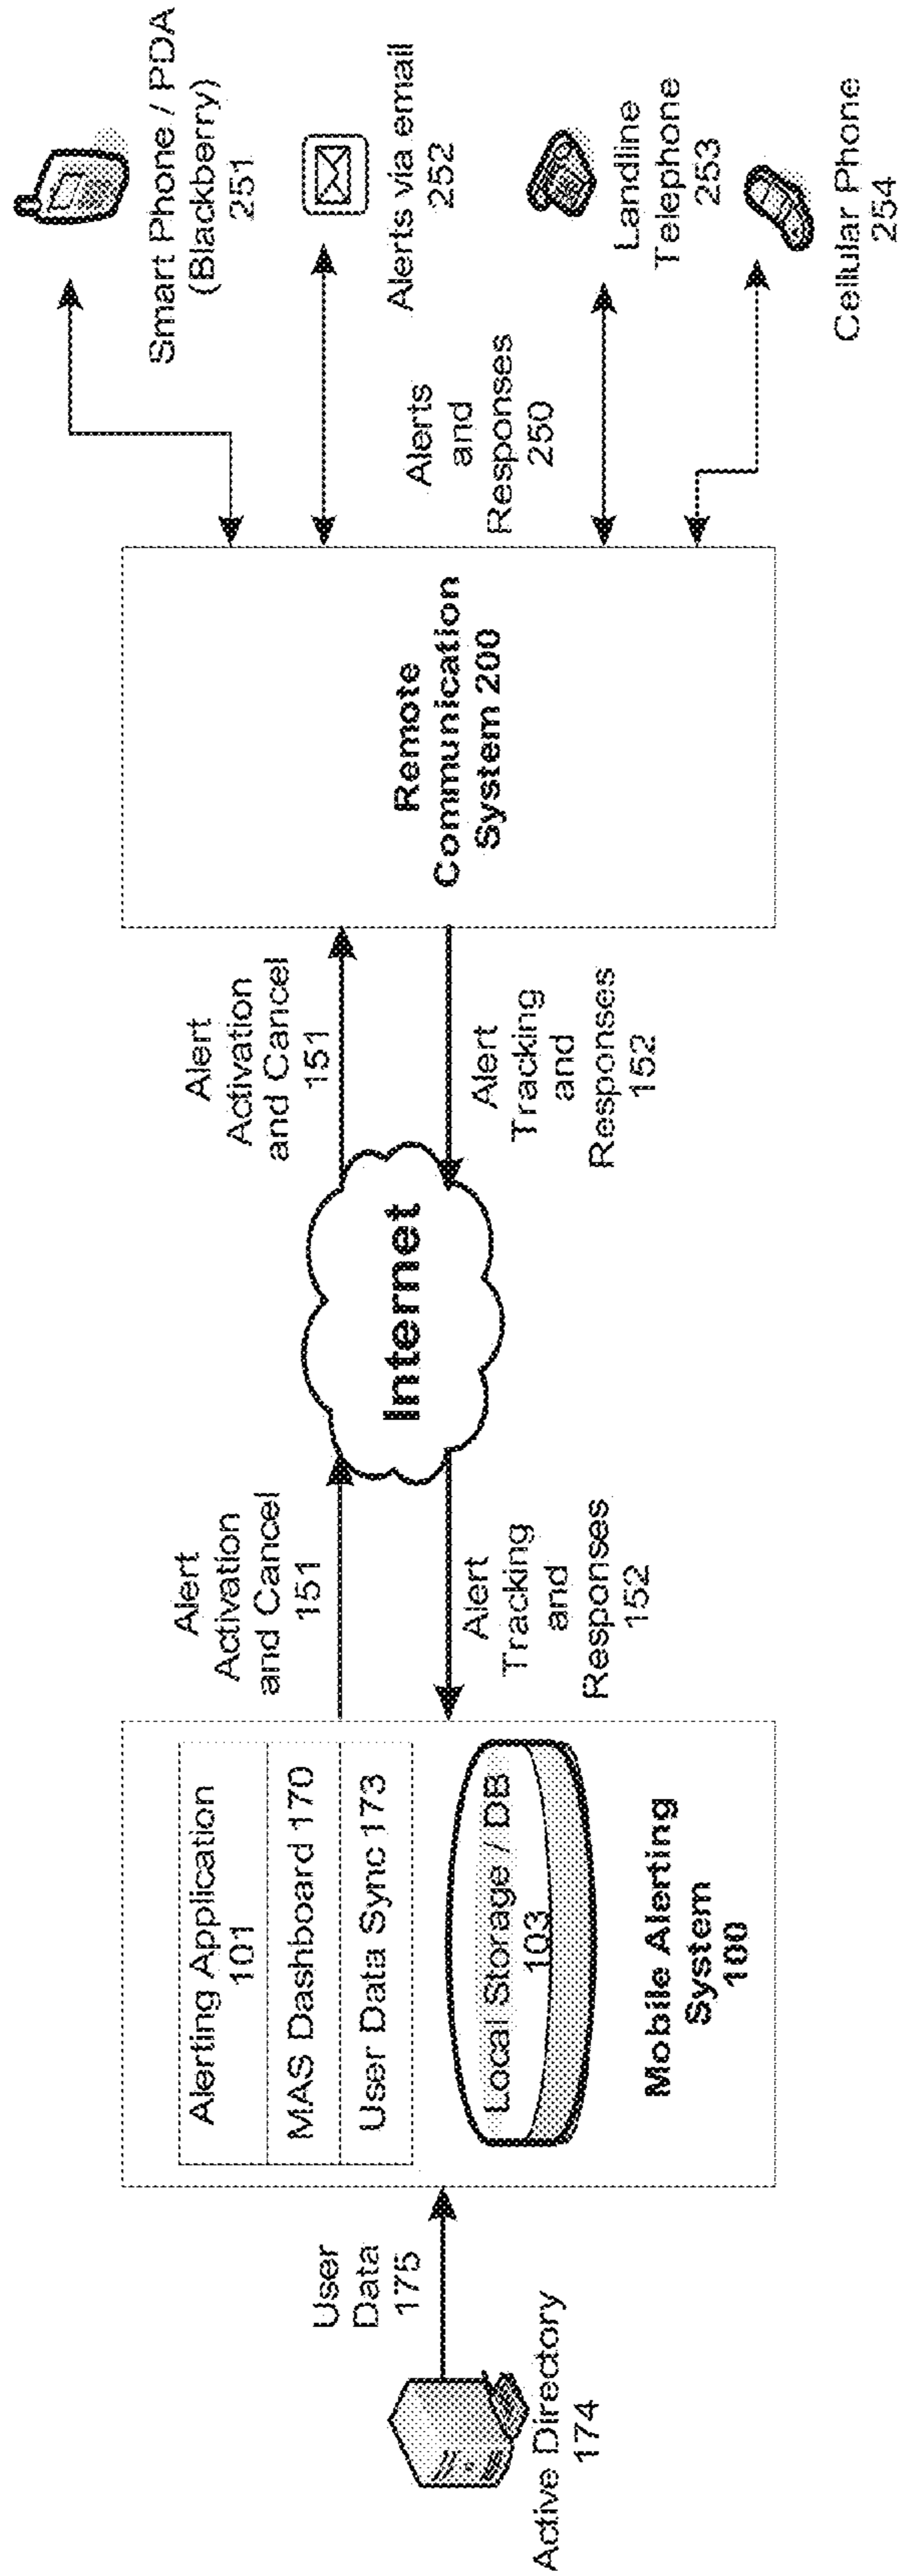 Active Directory
174
User
Data
175
Alerting Application
101
MAS Dashboard 170
User Data Sync 173
Local Storage / DB
103
Mobile Alerting
System
100
Alert
Activation
and Cancel
151
Alert
Tracking
and
Responses
152
Internet
Alert
Activation
and Cancel
151
Alert
Tracking
and
Responses
152
Remote
Communication
System 200
Alerts
and
Responses
250
Smart Phone / PDA
(Blackberry)
251
Alerts via email
252
Landline
Telephone
253
Cellular Phone
254